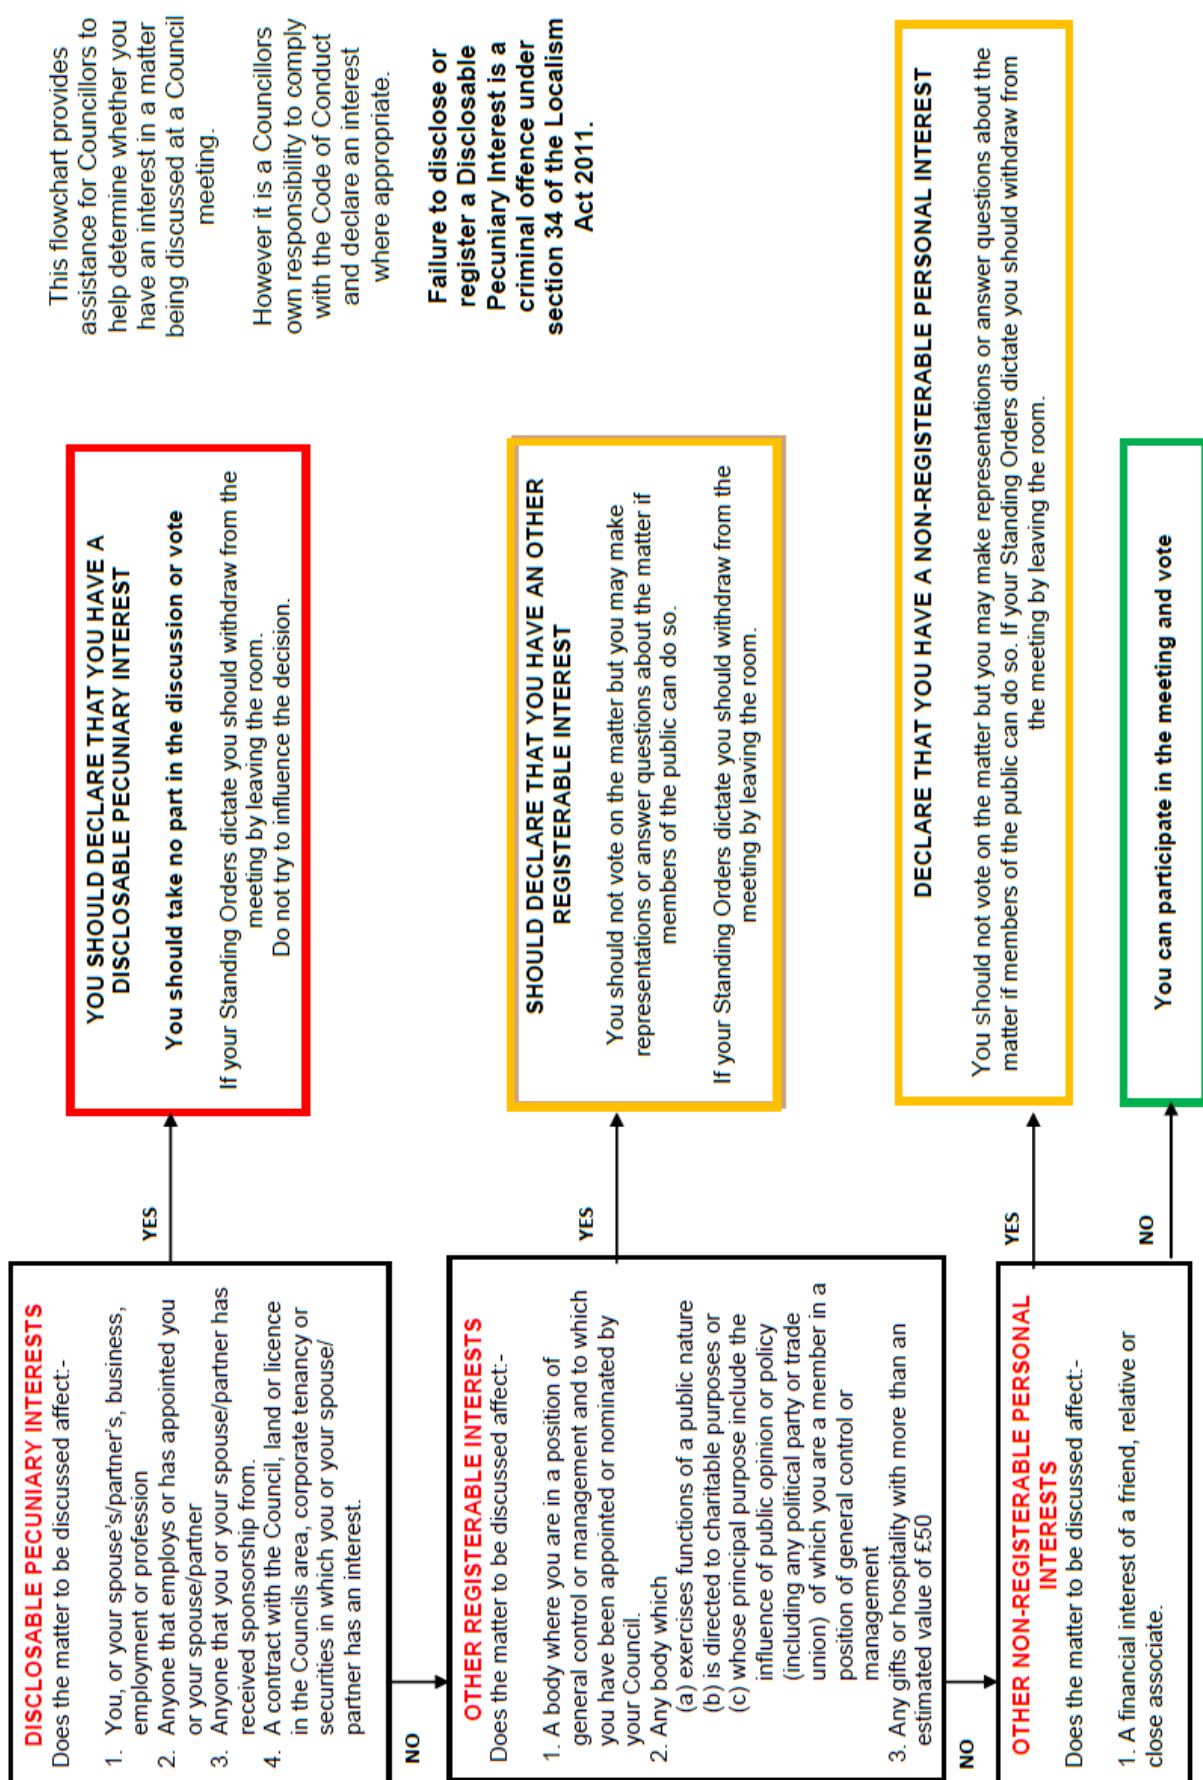 DISCLOSABLE PECUNIARY INTERESTS
Does the matter to be discussed affect:-
1. You, or your spouse's/partner's, business,
employment or profession
2. Anyone that employs or has appointed you
or your spouse/partner
3. Anyone that you or your spouse/partner has
received sponsorship from.
4. A contract with the Council, land or licence
in the Councils area, corporate tenancy or
securities in which you or your spouse/
partner has an interest.
YES
YOU SHOULD DECLARE THAT YOU HAVE A
DISCLOSABLE PECUNIARY INTEREST
You should take no part in the discussion or vote
If your Standing Orders dictate you should withdraw from the
meeting by leaving the room.
Do not try to influence the decision.
This flowchart provides
assistance for Councillors to
help determine whether you
have an interest in a matter
being discussed at a Council
meeting.
However it is a Councillors
own responsibility to comply
with the Code of Conduct
and declare an interest
where appropriate.
Failure to disclose or
register a Disclosable
Pecuniary Interest is a
criminal offence under
section 34 of the Localism
Act 2011.
NO
OTHER REGISTERABLE INTERESTS
Does the matter to be discussed affect:-
1. A body where you are in a position of
general control or management and to which
you have been appointed or nominated by
your Council.
2. Any body which
(a) exercises functions of a public nature
(b) is directed to charitable purposes or
(c) whose principal purpose include the
influence of public opinion or policy
(including any political party or trade
union) of which you are a member in a
position of general control or
management
3. Any gifts or hospitality with more than an
estimated value of £50
YES
SHOULD DECLARE THAT YOU HAVE AN OTHER
REGISTERABLE INTEREST
You should not vote on the matter but you may make
representations or answer questions about the matter if
members of the public can do so.
If your Standing Orders dictate you should withdraw from the
meeting by leaving the room.
NO
OTHER NON-REGISTERABLE PERSONAL
INTERESTS
Does the matter to be discussed affect:-
1. A financial interest of a friend, relative or
close associate.
YES
DECLARE THAT YOU HAVE A NON-REGISTERABLE PERSONAL INTEREST
You should not vote on the matter but you may make representations or answer questions about the
matter if members of the public can do so. If your Standing Orders dictate you should withdraw from
the meeting by leaving the room.
NO
You can participate in the meeting and vote